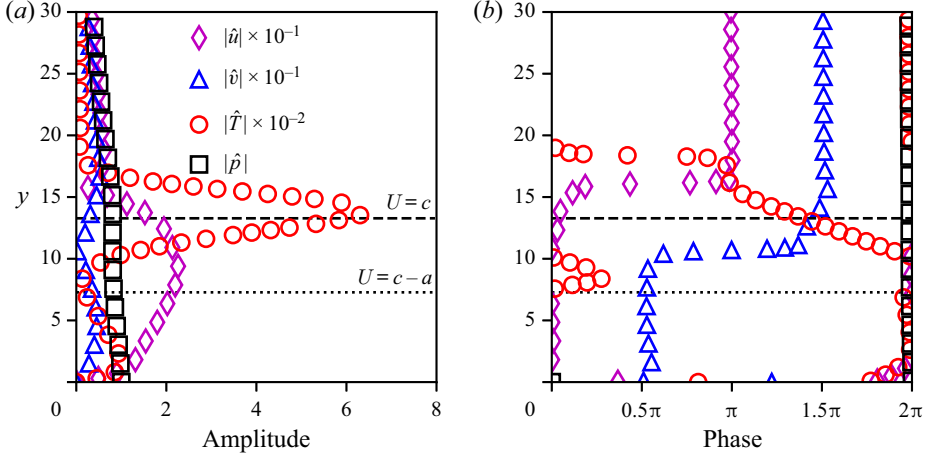 (a)
30
25
20
15
10
5
0
y
|û| × 10⁻¹
|v̂| × 10⁻¹
|T̂| × 10⁻²
|p̂|
U = c
U = c – a
2
4
6
8
Amplitude
(b)
30
25
20
15
10
5
0
0.5π
π
1.5π
2π
Phase